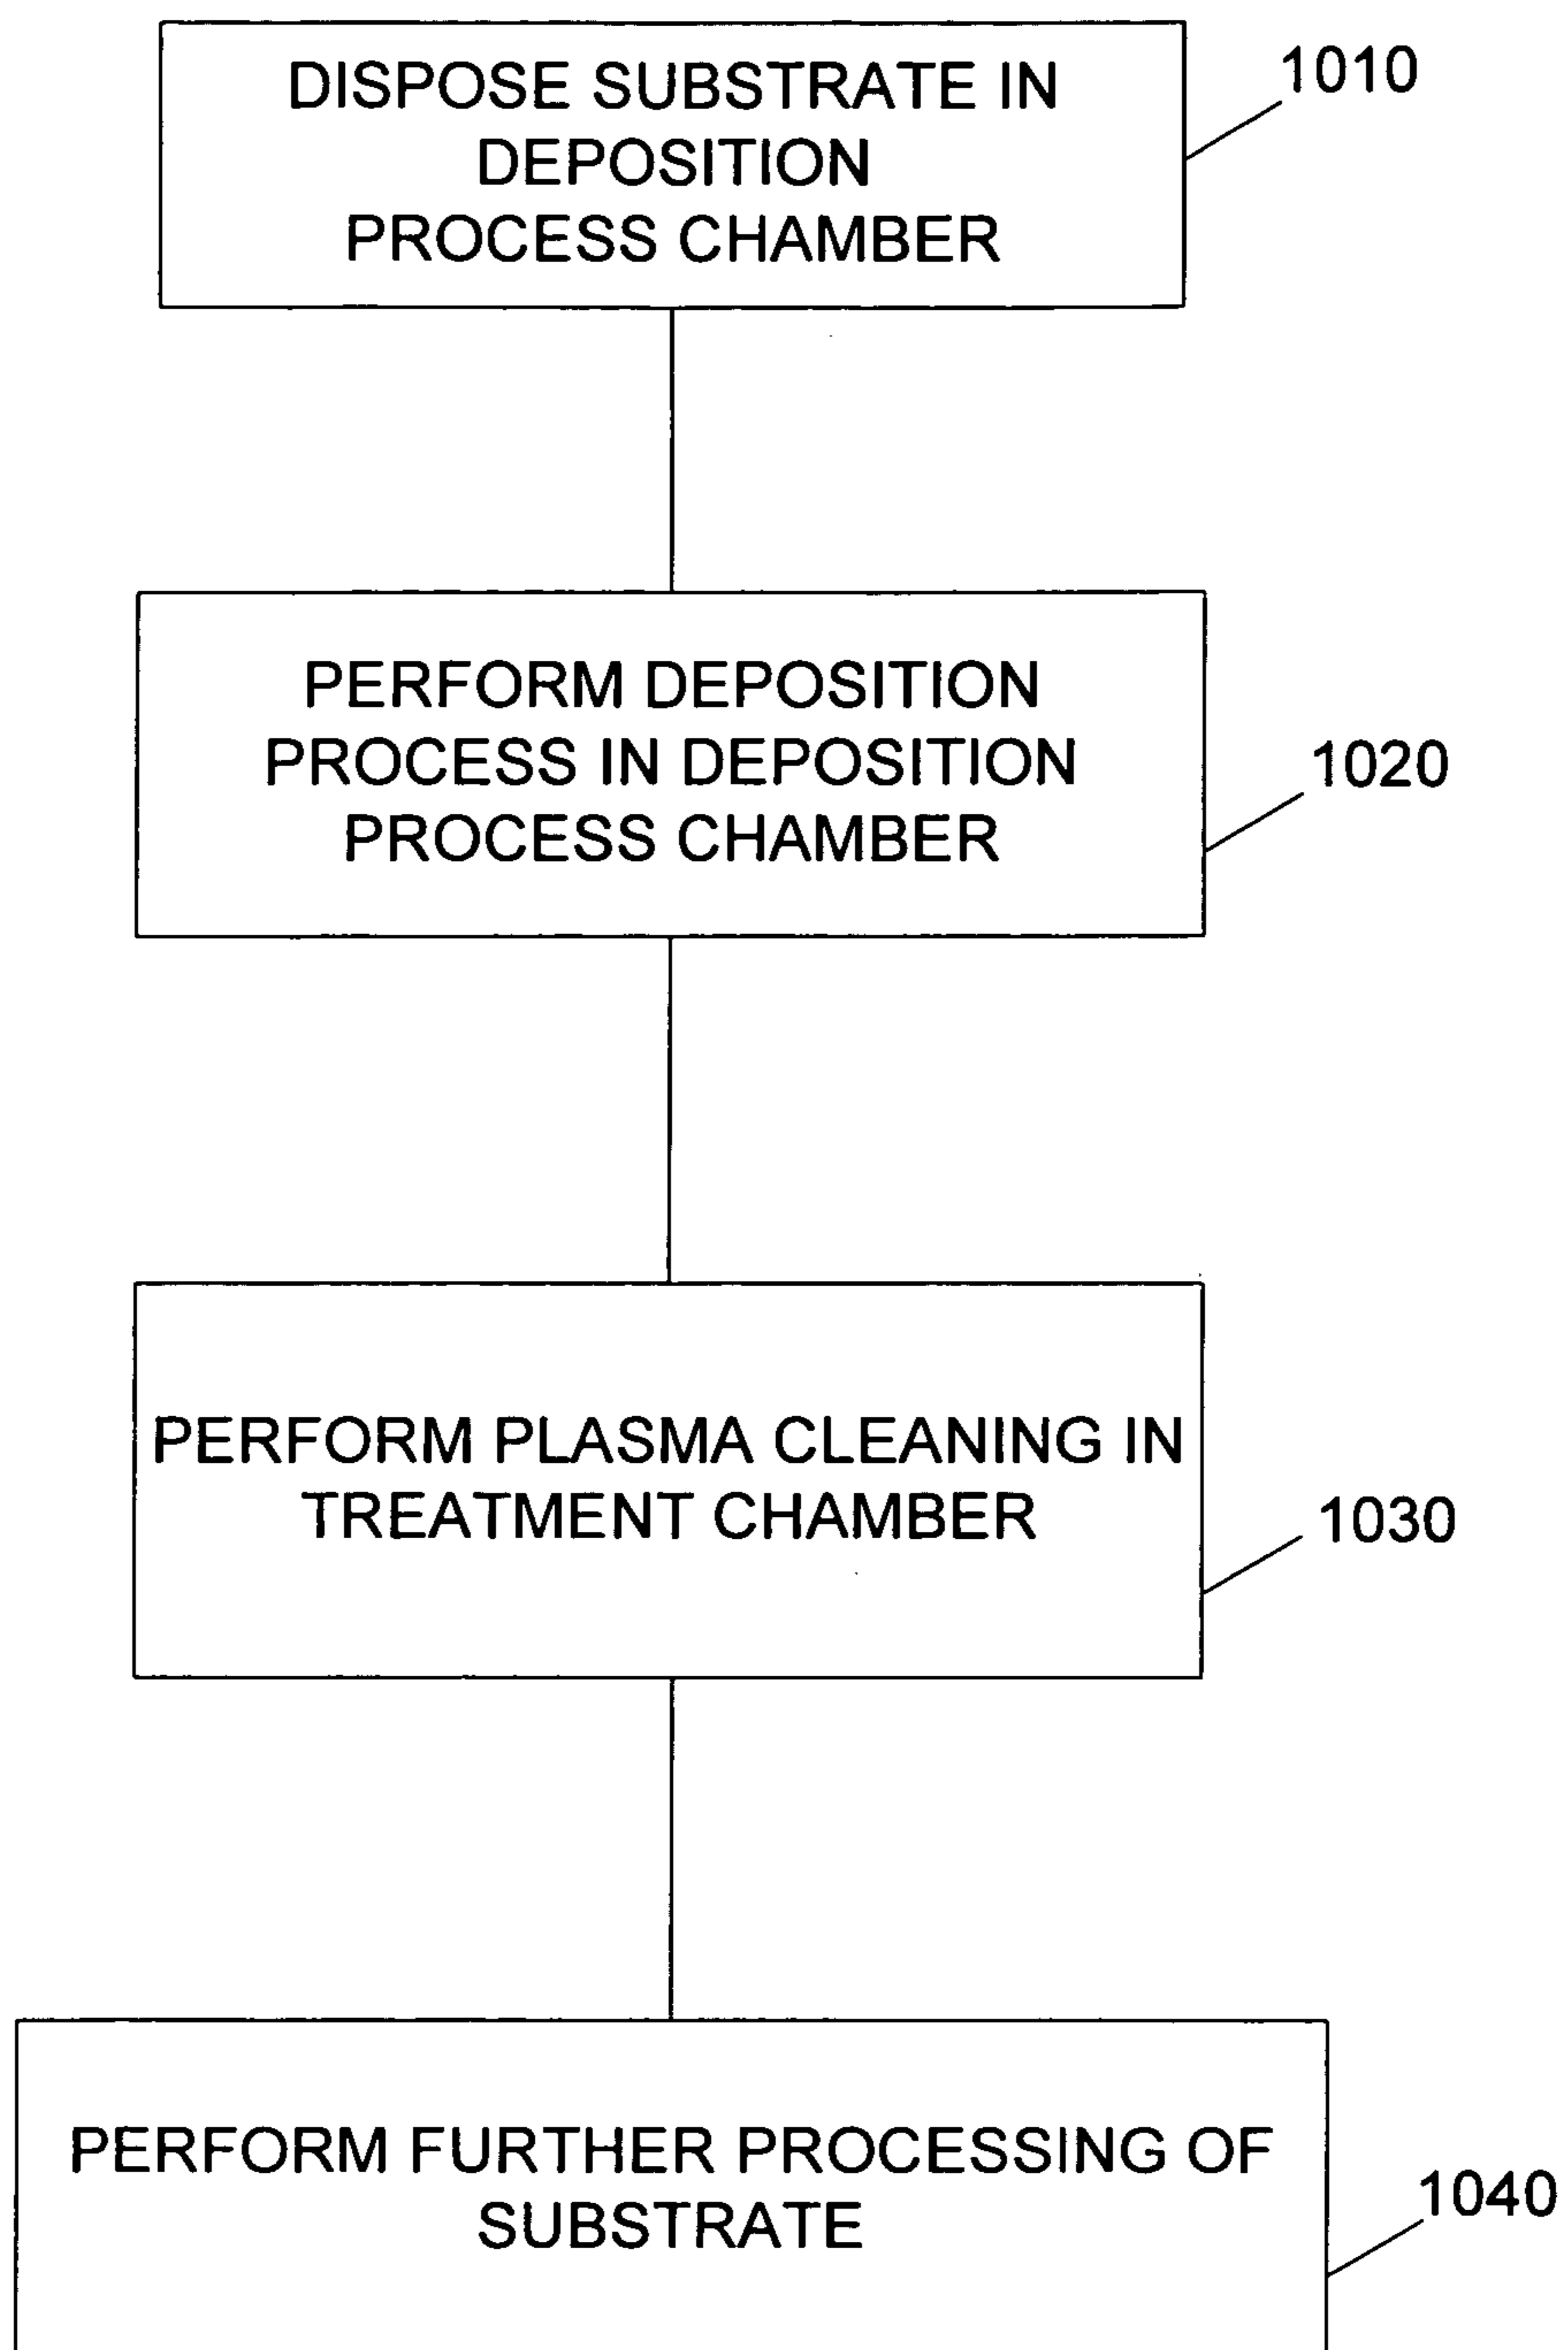 DISPOSE SUBSTRATE IN
DEPOSITION
PROCESS CHAMBER
1010
PERFORM DEPOSITION
PROCESS IN DEPOSITION
PROCESS CHAMBER
1020
PERFORM PLASMA CLEANING IN
TREATMENT CHAMBER
1030
PERFORM FURTHER PROCESSING OF
SUBSTRATE
1040